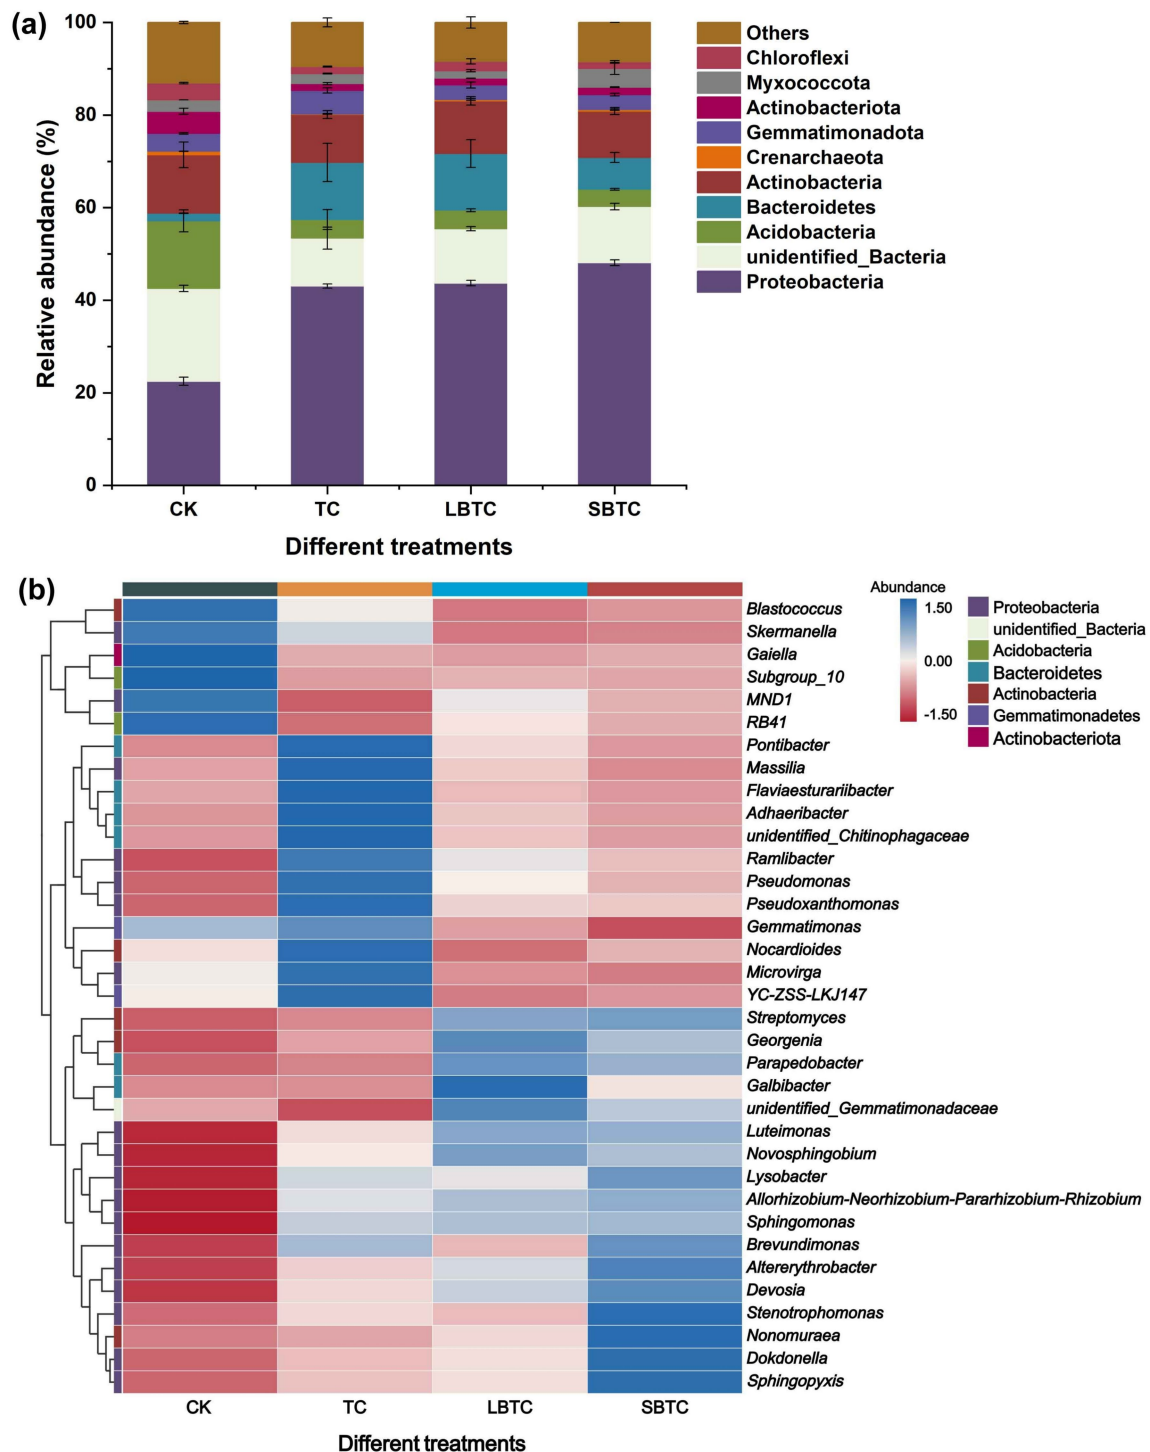 (a)
100
80
60
40
20
0
Relative abundance (%)
CK TC LBTC SBTC
Different treatments
Others
Chloroflexi
Myxococcota
Actinobacteriota
Gemmatimonadota
Crenarchaeota
Actinobacteria
Bacteroidetes
Acidobacteria
unidentified_Bacteria
Proteobacteria
(b)
Blastococcus
Skermanella
Gaiella
Subgroup_10
MND1
RB41
Pontibacter
Massilia
Flaviaesturariibacter
Adhaeribacter
unidentified_Chitinophagaceae
Ramlibacter
Pseudomonas
Pseudoxanthomonas
Gemmatimonas
Nocardioides
Microvirga
YC-ZSS-LKJ147
Streptomyces
Georgenia
Parapedobacter
Galbibacter
unidentified_Gemmatimonadaceae
Luteimonas
Novosphingobium
Lysobacter
Allorhizobium-Neorhizobium-Pararhizobium-Rhizobium
Sphingomonas
Brevundimonas
Altererythrobacter
Devosia
Stenotrophomonas
Nonomuraea
Dokdonella
Sphingopyxis
Abundance
1.50
0.00
-1.50
Proteobacteria
unidentified_Bacteria
Acidobacteria
Bacteroidetes
Actinobacteria
Gemmatimonadetes
Actinobacteriota
CK TC LBTC SBTC
Different treatments